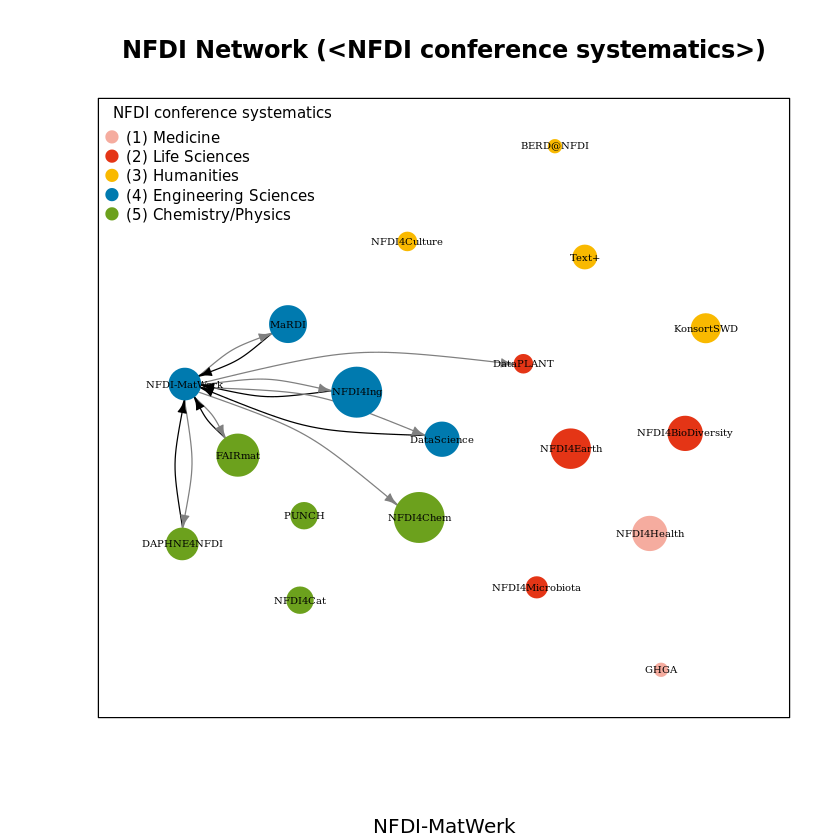 NFDI Network (<NFDI conference systematics>)
NFDI conference systematics
(1) Medicine
(2) Life Sciences
(3) Humanities
(4) Engineering Sciences
(5) Chemistry/Physics
BERD@NFDI
NFDI4Culture
Text+
MaRDI
KonsortSWD
DataPLANT
NFDI-MatWerk
NFDI4Ing
DataScience
NFDI4BioDiversity
NFDI4Earth
FAIRmat
PUNCH
NFDI4Chem
NFDI4Health
DAPHNE4NFDI
NFDI4Microbiota
NFDI4Cat
GHGA
NFDI-MatWerk